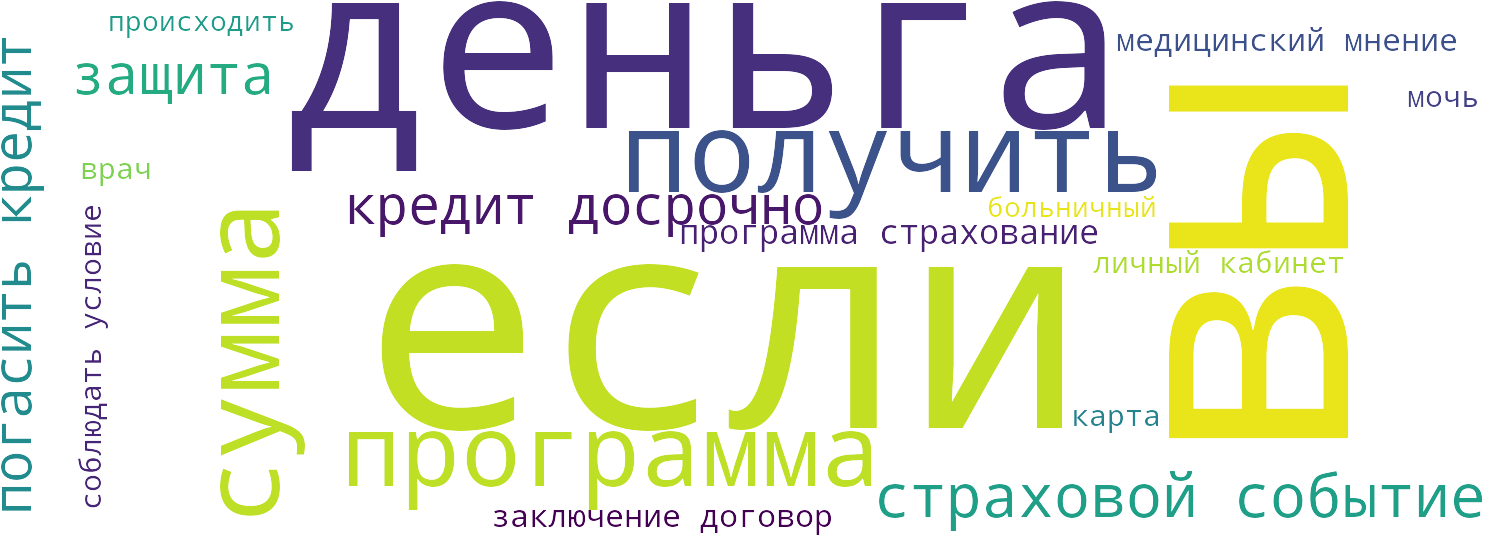 происходить
деньга
медицинский мнение
защита
мочь
получить
погасить кредит
врач
кредит досрочно
больничный
программа страхование
вы
личный кабинет
соблюдать условие
сумма
если
карта
программа
страховой событие
заключение договор